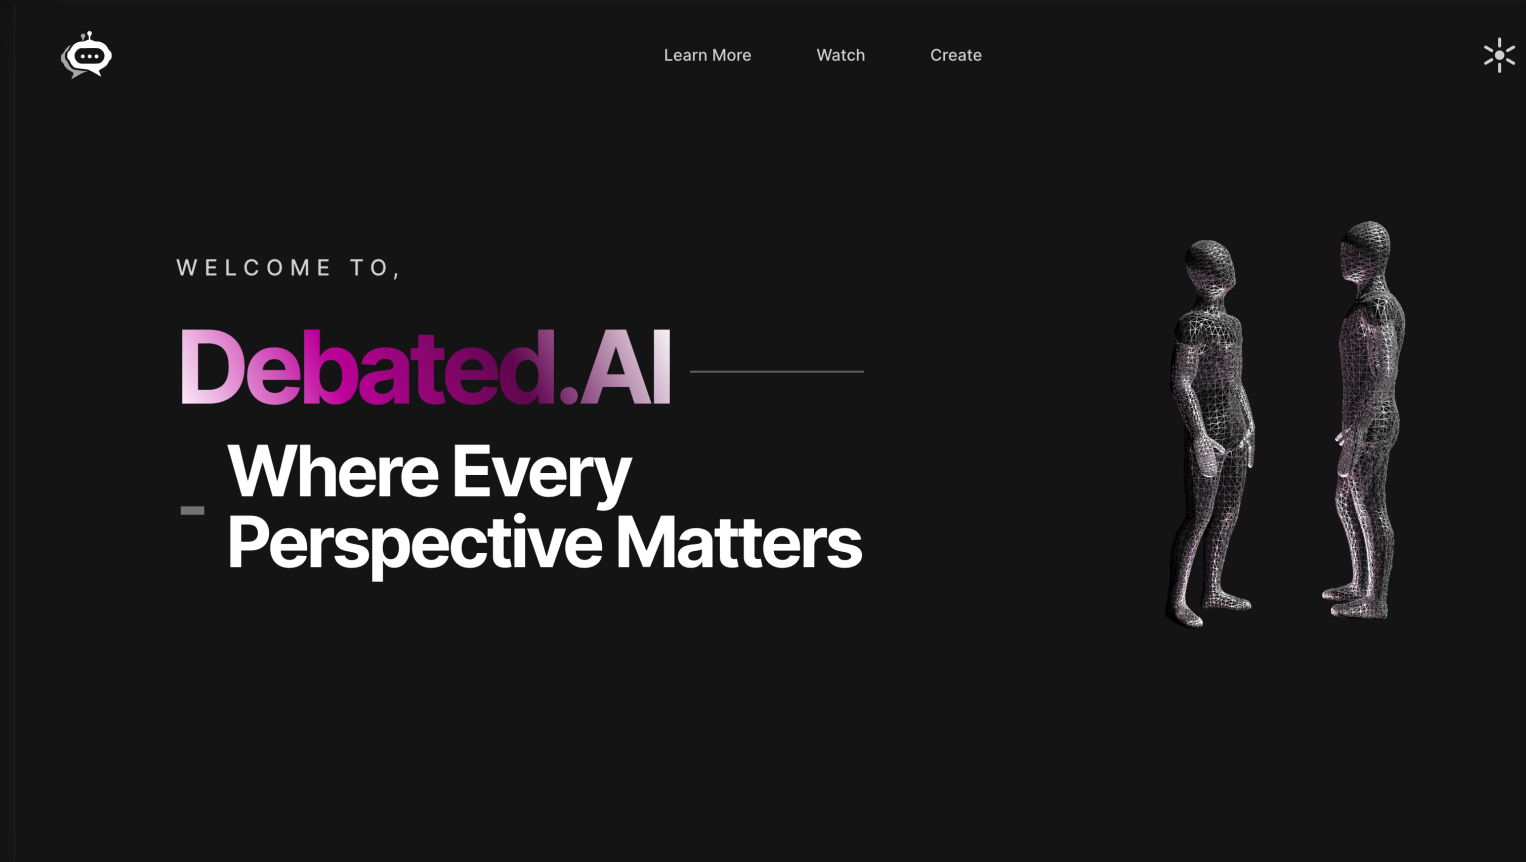 Learn More Watch Create
WELCOME TO,
Debated.AI
Where Every
Perspective Matters